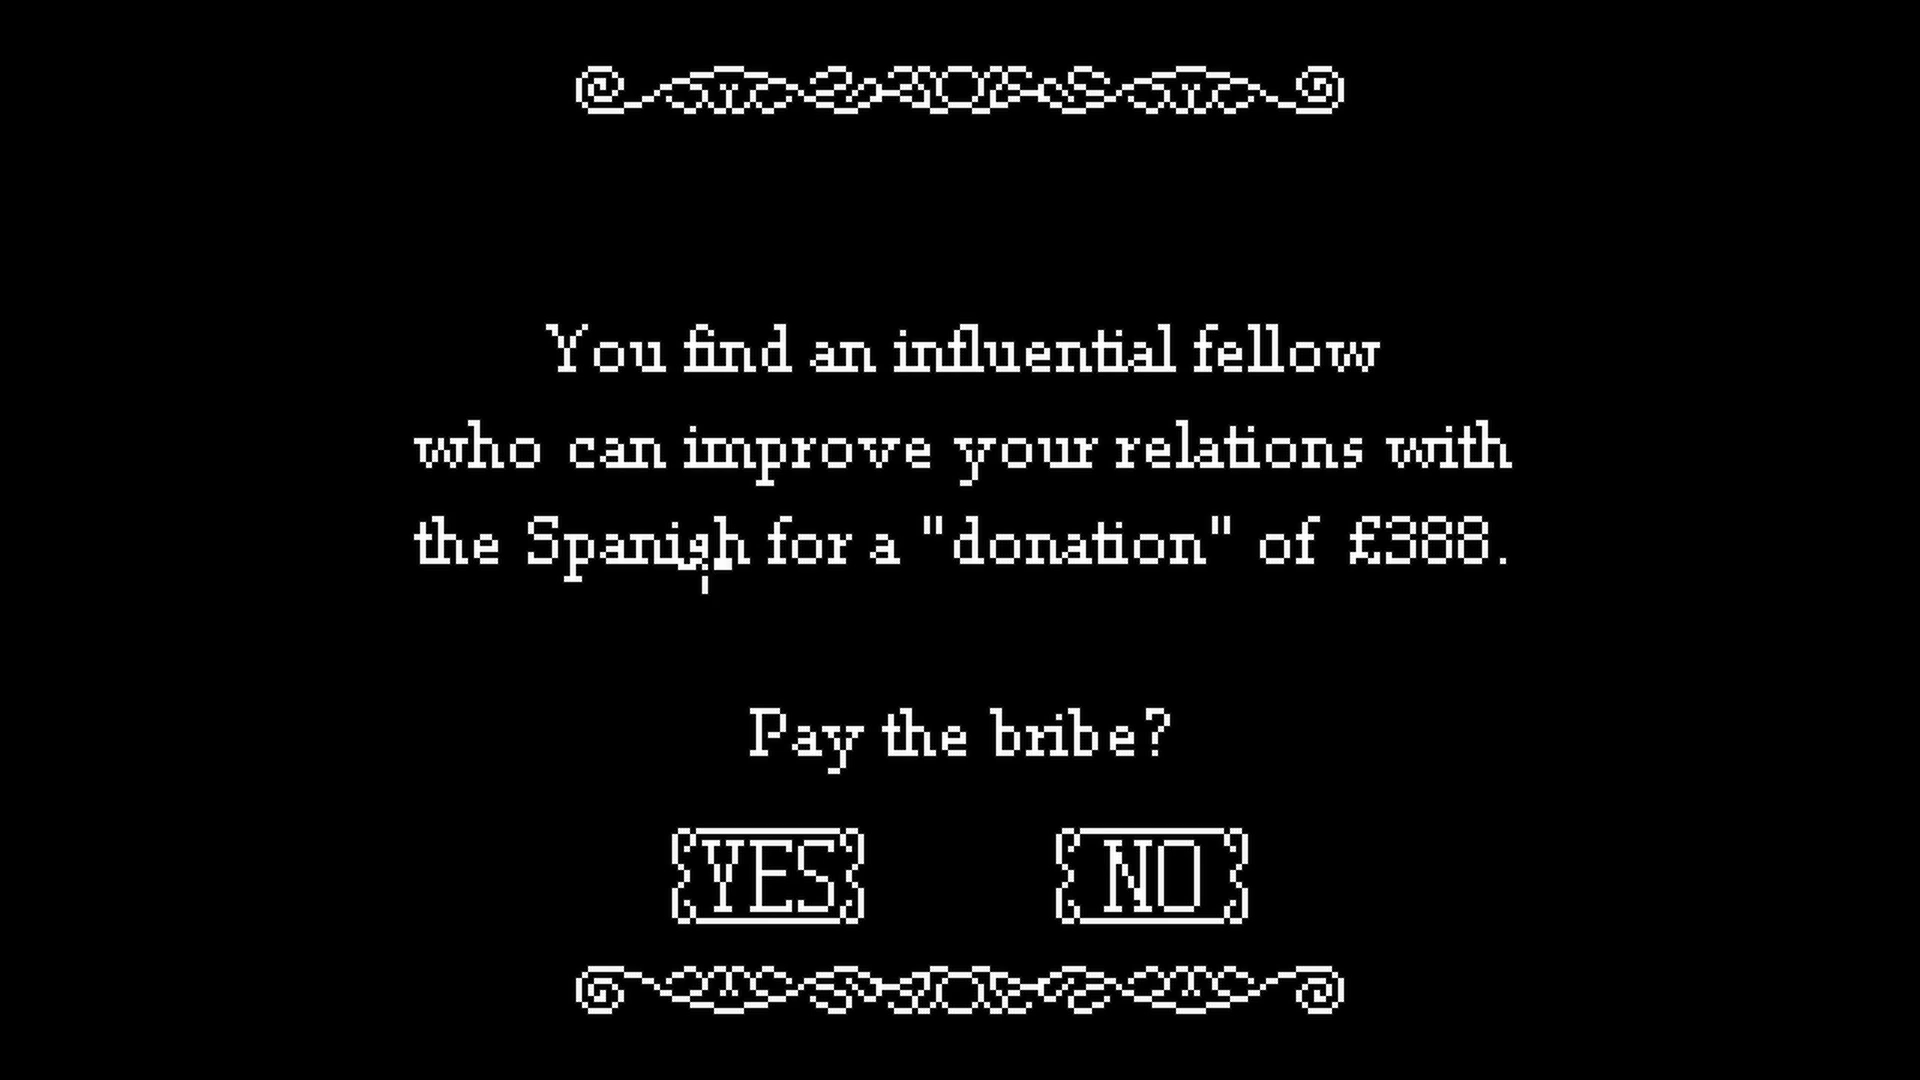 You find an influential fellow
who can improve your relations with
the Spanish for a "donation" of £388.
Pay the bribe?
YES NO